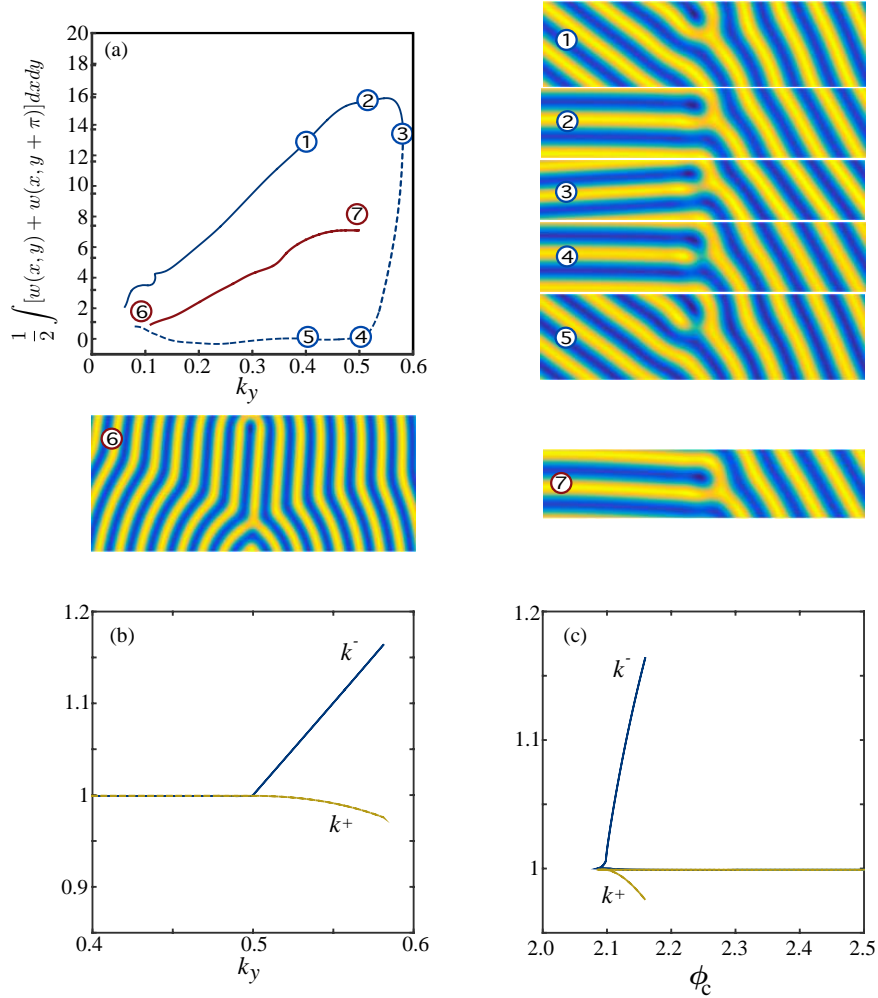 (a)
1/2 ∫ [w(x, y) + w(x, y + π)]dxdy
20
18
16
14
12
10
8
6
4
2
0
0 0.1 0.2 0.3 0.4 0.5 0.6
k_y
1
2
3
4
5
6
7
1
2
3
4
5
6
7
(b)
1.2
1.1
1
0.9
k⁻
k+
0.4 0.5 0.6
k_y
(c)
1.2
1.1
1
k⁻
k+
2.0 2.1 2.2 2.3 2.4 2.5
ϕ_c